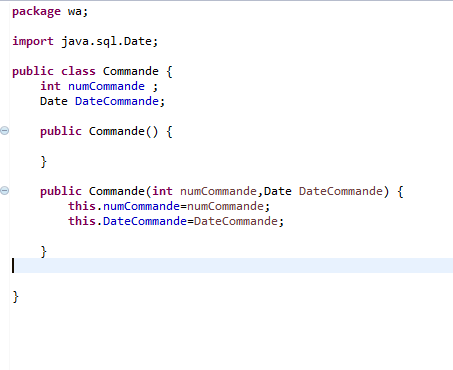 package wa;
import java.sql.Date;
public class Commande {
int numCommande ;
Date DateCommande;
public Commande() {
}
public Commande(int numCommande,Date DateCommande) {
this.numCommande=numCommande;
this.DateCommande=DateCommande;
}
}